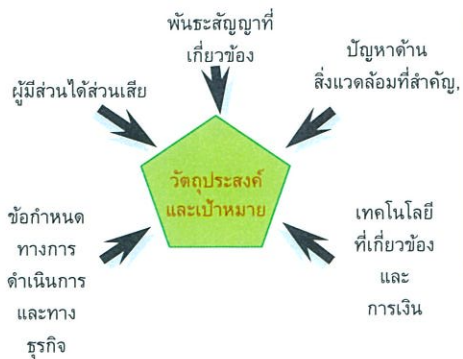 พันธะสัญญาที่
เกี่ยวข้อง
ปัญหาด้าน
สิ่งแวดล้อมที่สำคัญ,
ผู้มีส่วนได้ส่วนเสีย
วัตถุประสงค์
และเป้าหมาย
ข้อกำหนด
ทางการ
ดำเนินการ
และทาง
ธุรกิจ
เทคโนโลยี
ที่เกี่ยวข้อง
และ
การเงิน